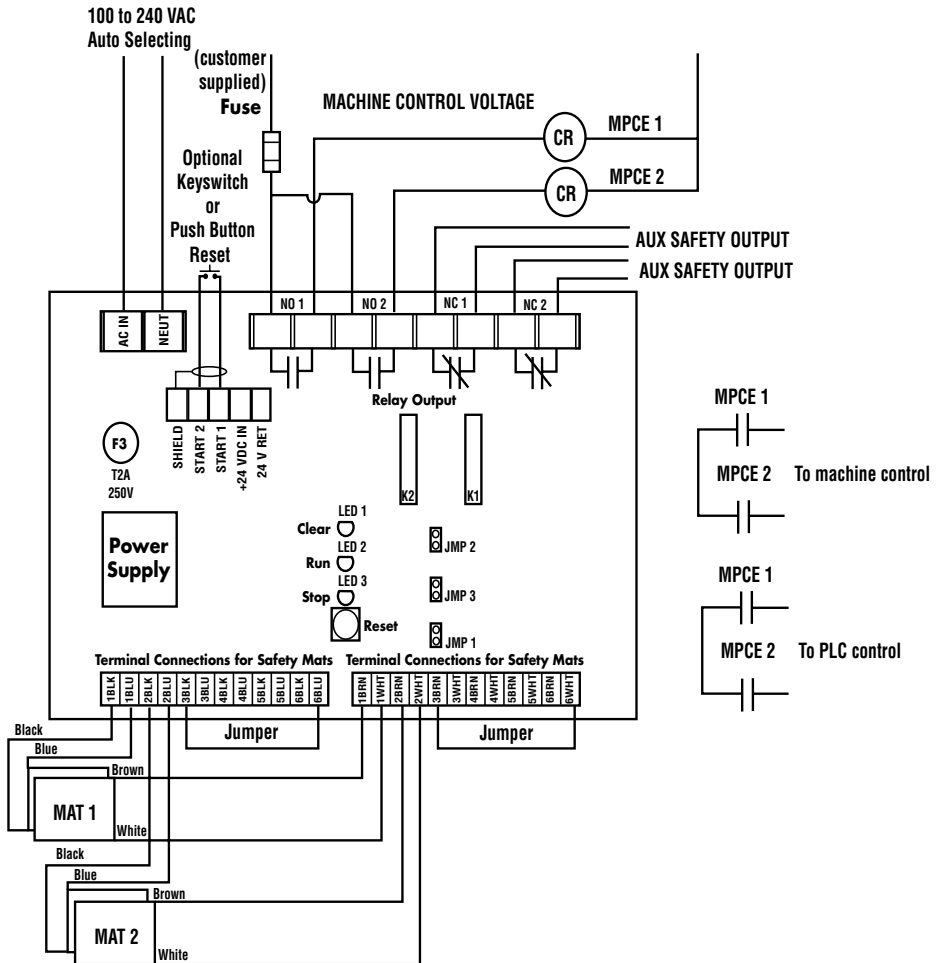 100 to 240 VAC
Auto Selecting
(customer
supplied)
Fuse
MACHINE CONTROL VOLTAGE
CR
MPCE 1
CR
MPCE 2
Optional
Keyswitch
or
Push Button
Reset
AUX SAFETY OUTPUT
AUX SAFETY OUTPUT
AC IN
NEUT
NO 1
NO 2
NC 1
NC 2
Relay Output
SHIELD
START 2
START 1
+24 VDC IN
24 V RET
F3
T2A
250V
K2
K1
Power
Supply
LED 1
Clear
LED 2
Run
LED 3
Stop
Reset
JMP 2
JMP 3
JMP 1
MPCE 1
MPCE 2
To machine control
MPCE 1
MPCE 2
To PLC control
Terminal Connections for Safety Mats
Terminal Connections for Safety Mats
1BLK
1BLU
2BLK
2BLU
3BLK
3BLU
4BLK
4BLU
5BLK
5BLU
6BLK
6BLU
1BRN
1WHT
2BRN
2WHT
3BRN
3WHT
4BRN
4WHT
5BRN
5WHT
6BRN
6WHT
Jumper
Jumper
Black
Blue
Brown
MAT 1
White
Black
Blue
Brown
MAT 2
White